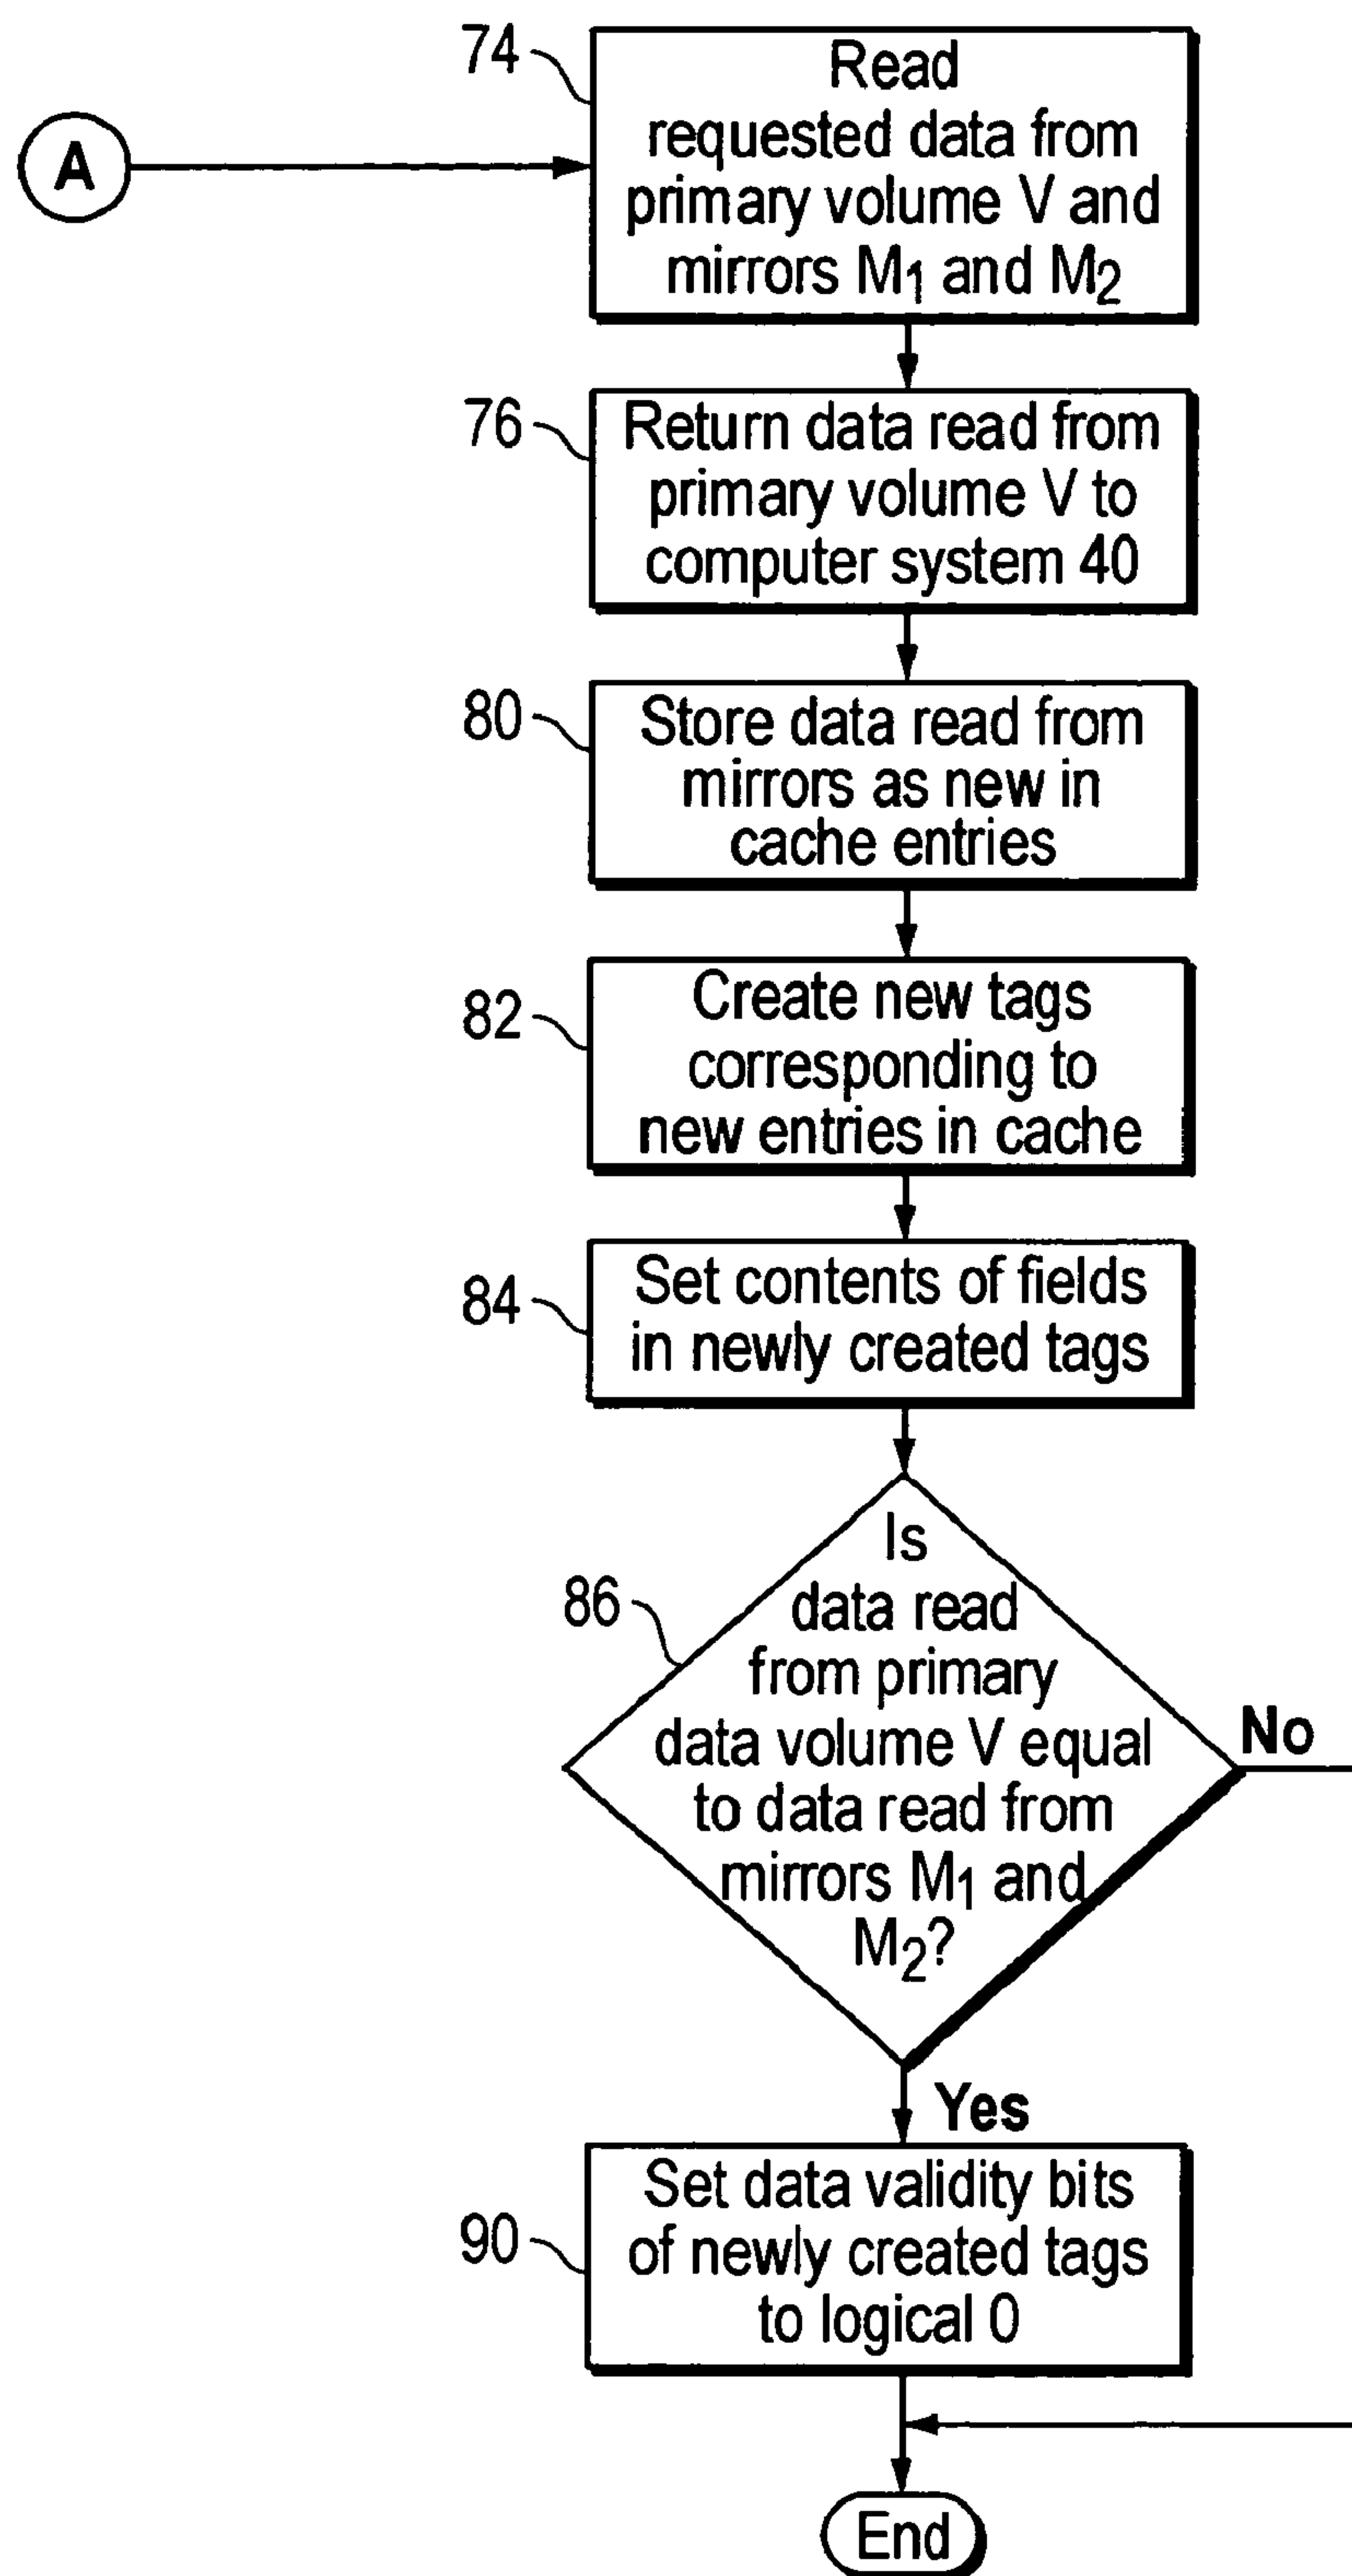 74
Read
requested data from
primary volume V and
mirrors M1 and M2
A
76
Return data read from
primary volume V to
computer system 40
80
Store data read from
mirrors as new in
cache entries
82
Create new tags
corresponding to
new entries in cache
84
Set contents of fields
in newly created tags
86
Is
data read
from primary
data volume V equal
to data read from
mirrors M1 and
M2?
No
Yes
90
Set data validity bits
of newly created tags
to logical 0
End